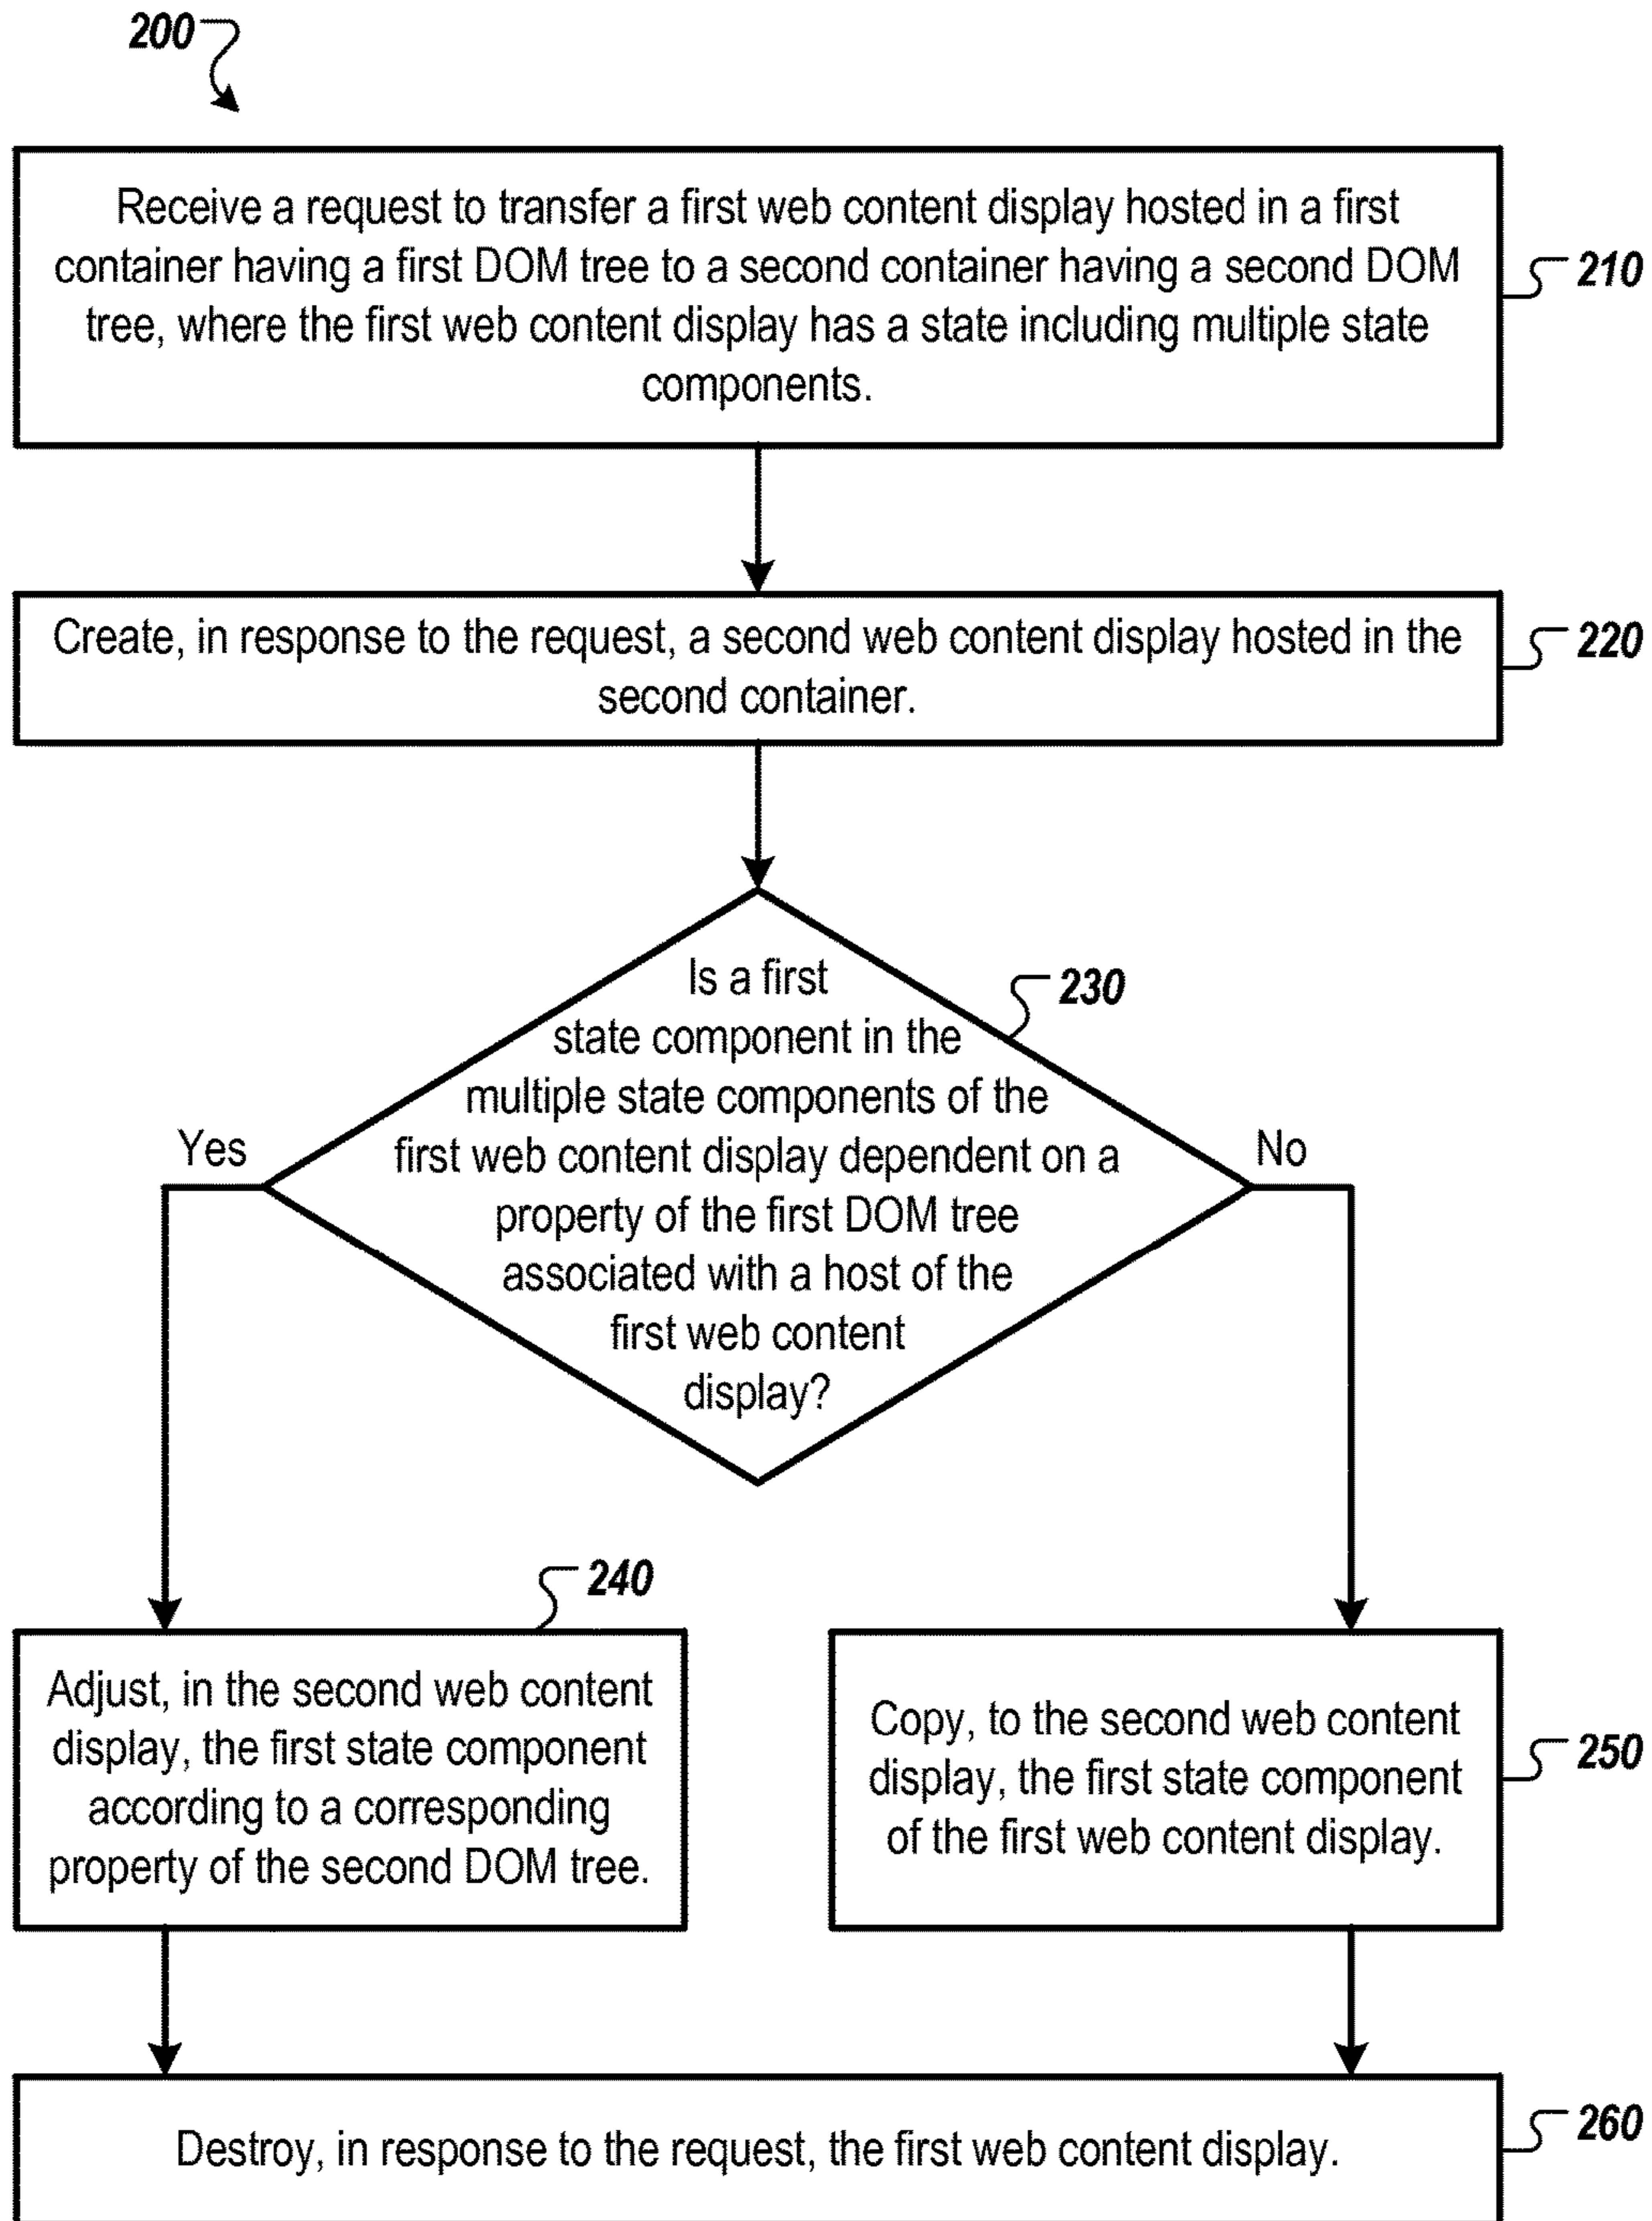 200
Receive a request to transfer a first web content display hosted in a first
container having a first DOM tree to a second container having a second DOM
tree, where the first web content display has a state including multiple state
components.
210
Create, in response to the request, a second web content display hosted in the
second container.
220
Is a first
state component in the
multiple state components of the
first web content display dependent on a
property of the first DOM tree
associated with a host of the
first web content
display?
230
Yes
No
240
Adjust, in the second web content
display, the first state component
according to a corresponding
property of the second DOM tree.
Copy, to the second web content
display, the first state component
of the first web content display.
250
Destroy, in response to the request, the first web content display.
260